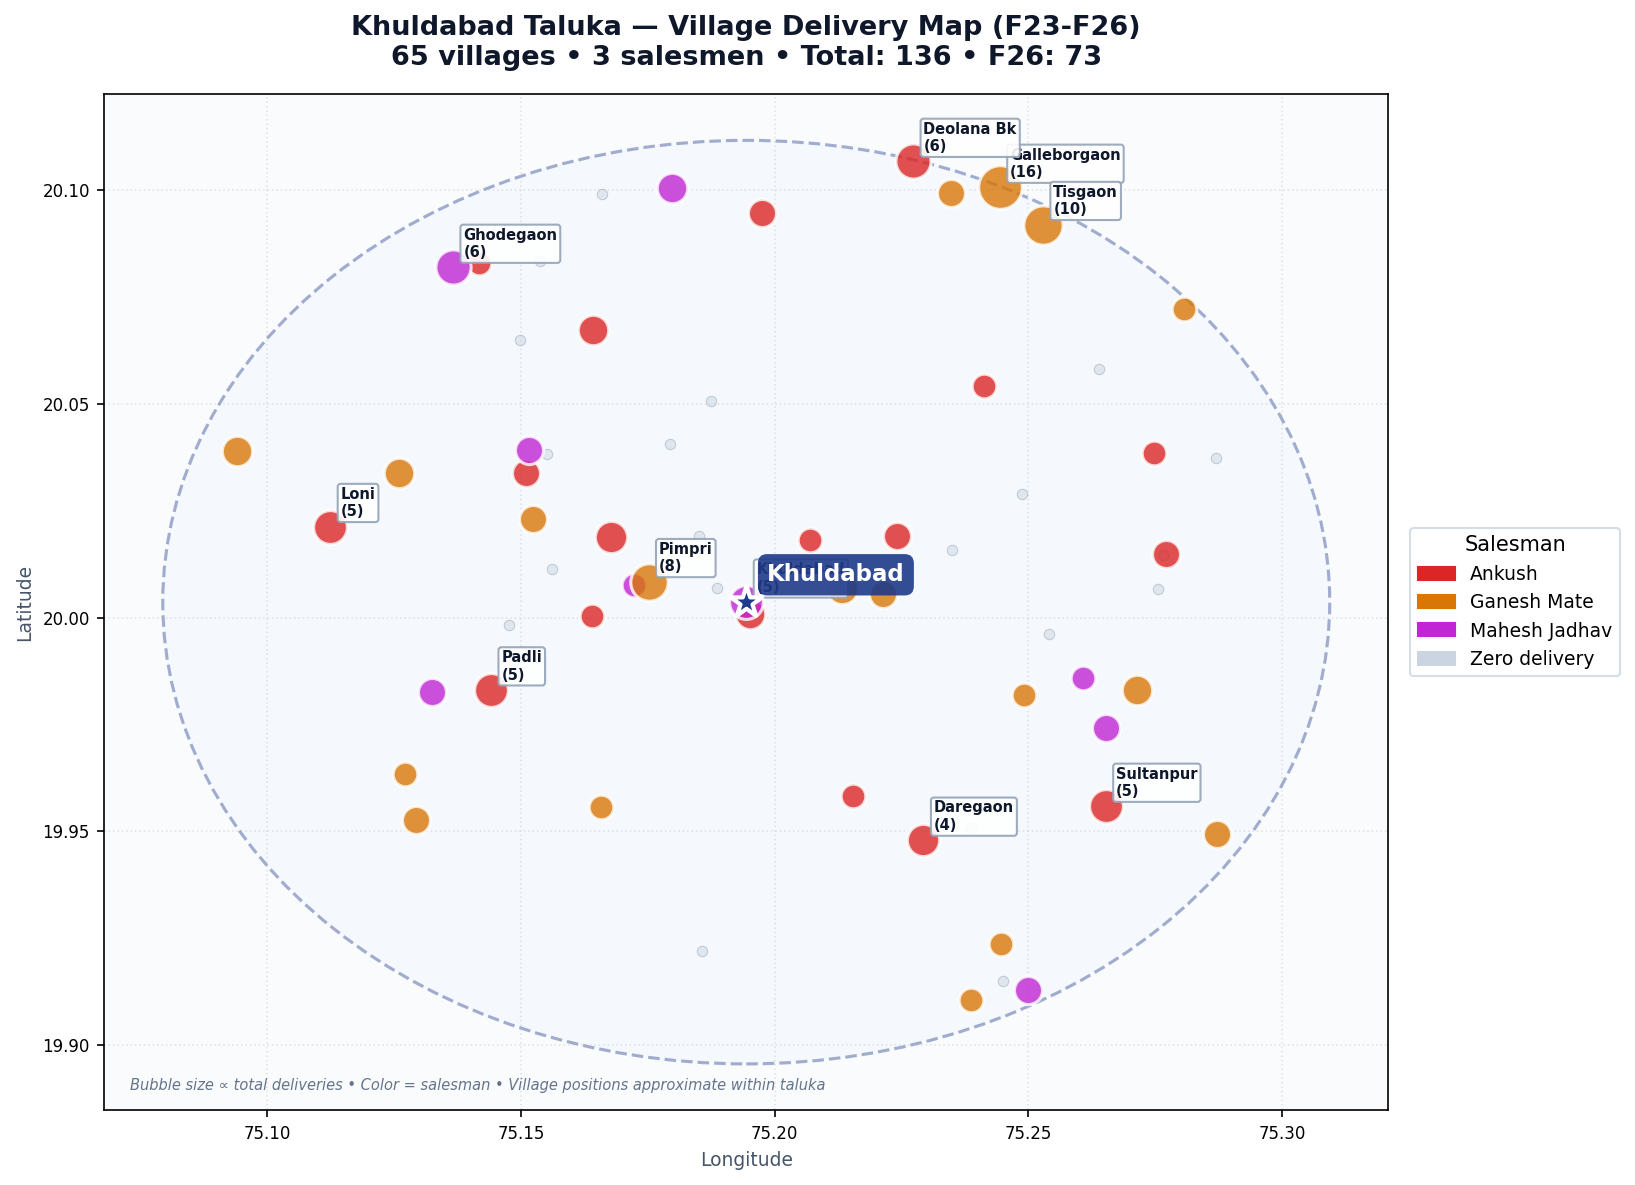 Khuldabad Taluka — Village Delivery Map (F23-F26)
65 villages • 3 salesmen • Total: 136 • F26: 73
Deolana Bk
(6)
Galleborgaon
(16)
Tisgaon
(10)
Ghodegaon
(6)
Loni
(5)
Pimpri
(8)
Khuldabad
(5)
Padli
(5)
Sultanpur
(5)
Daregaon
(4)
Bubble size ∝ total deliveries • Color = salesman • Village positions approximate within taluka
20.10
20.05
20.00
19.95
19.90
Latitude
75.10
75.15
75.20
75.25
75.30
Longitude
Salesman
Ankush
Ganesh Mate
Mahesh Jadhav
Zero delivery